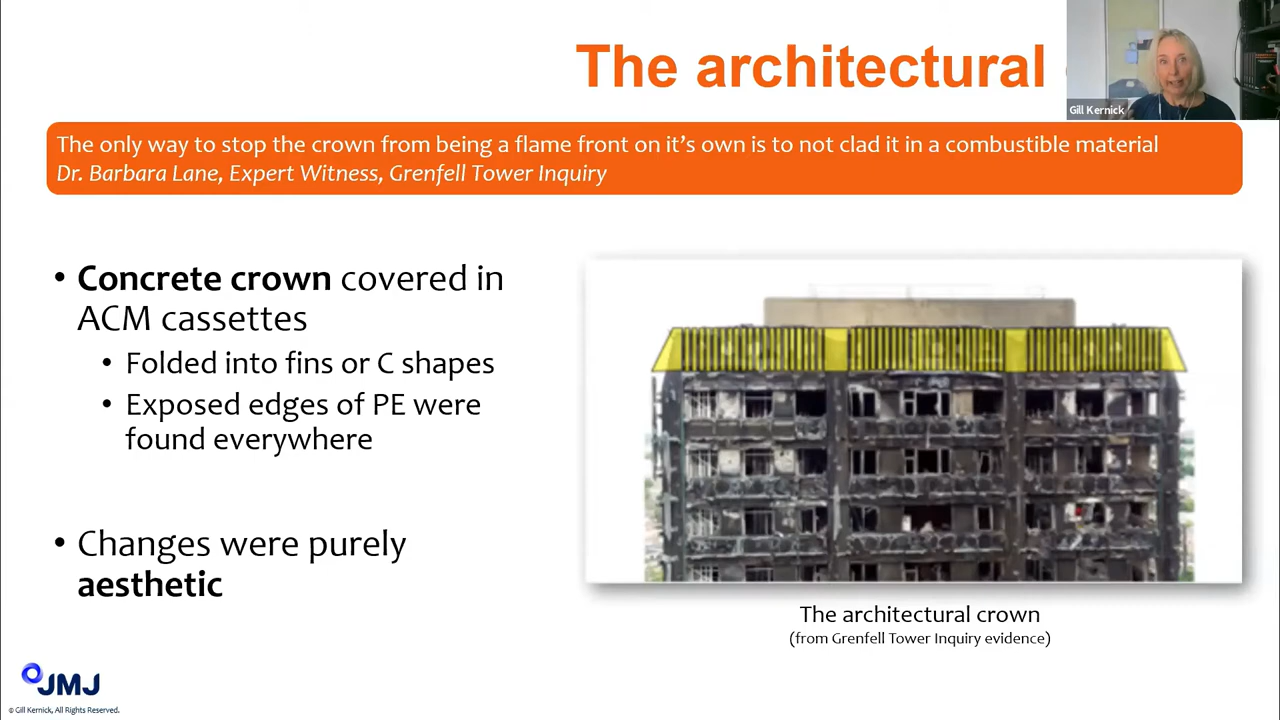 The architectural
Gill Kernick
The only way to stop the crown from being a flame front on it's own is to not clad it in a combustible material
Dr. Barbara Lane, Expert Witness, Grenfell Tower Inquiry
• Concrete crown covered in
ACM cassettes
• Folded into fins or C shapes
• Exposed edges of PE were
found everywhere
• Changes were purely
aesthetic
The architectural crown
(from Grenfell Tower Inquiry evidence)
JMJ
© Gill Kernick, All Rights Reserved.